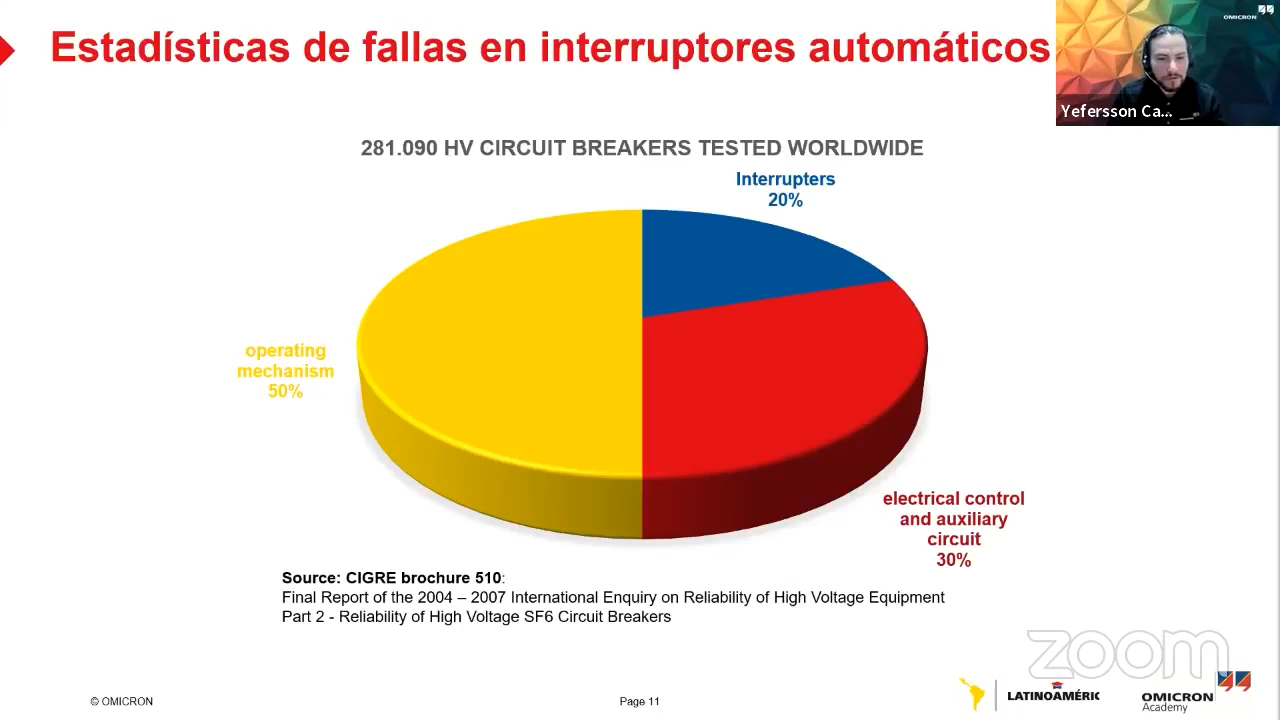 Estadísticas de fallas en interruptores automáticos
OMICRON
Yefersson Ca...
281.090 HV CIRCUIT BREAKERS TESTED WORLDWIDE
Interrupters
20%
operating
mechanism
50%
electrical control
and auxiliary
circuit
30%
Source: CIGRE brochure 510:
Final Report of the 2004 – 2007 International Enquiry on Reliability of High Voltage Equipment
Part 2 - Reliability of High Voltage SF6 Circuit Breakers
zoom
© OMICRON
Page 11
LATINOAMÉRIC
OMICRON
Academy